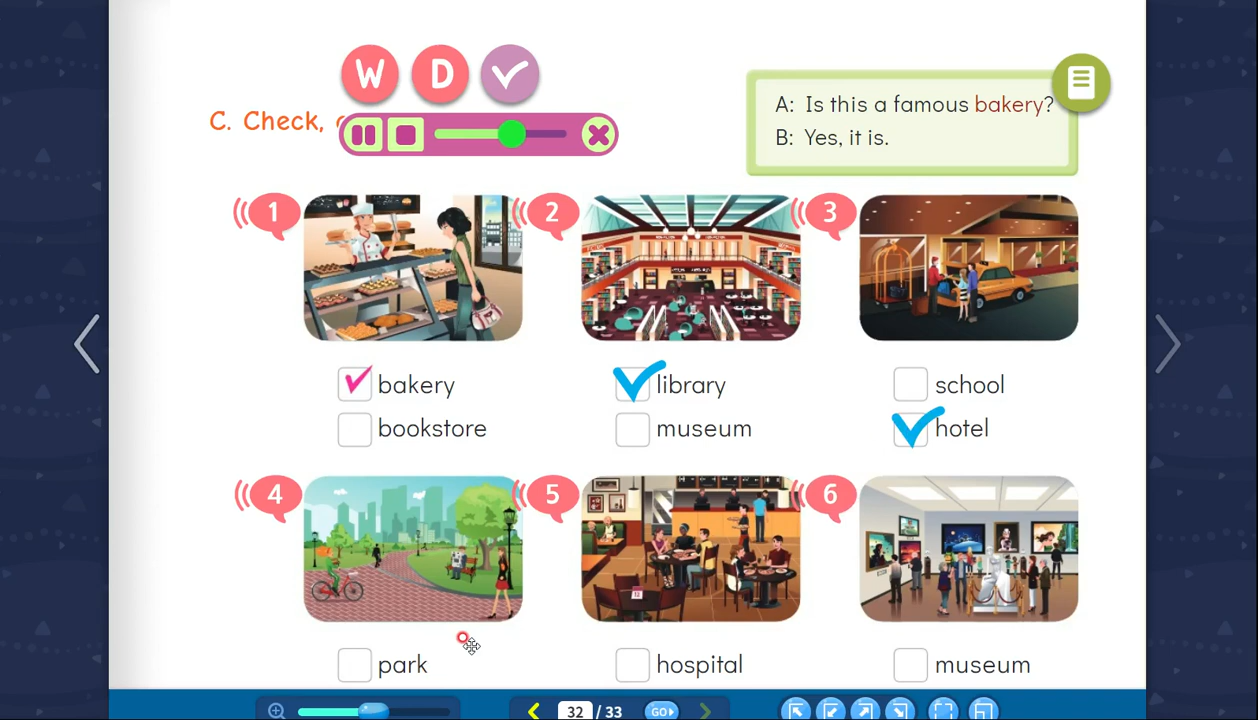 W D
C. Check,
A: Is this a famous bakery?
B: Yes, it is.
1
2
3
bakery
library
school
bookstore
museum
hotel
4
5
6
park
hospital
museum
32 / 33
GO